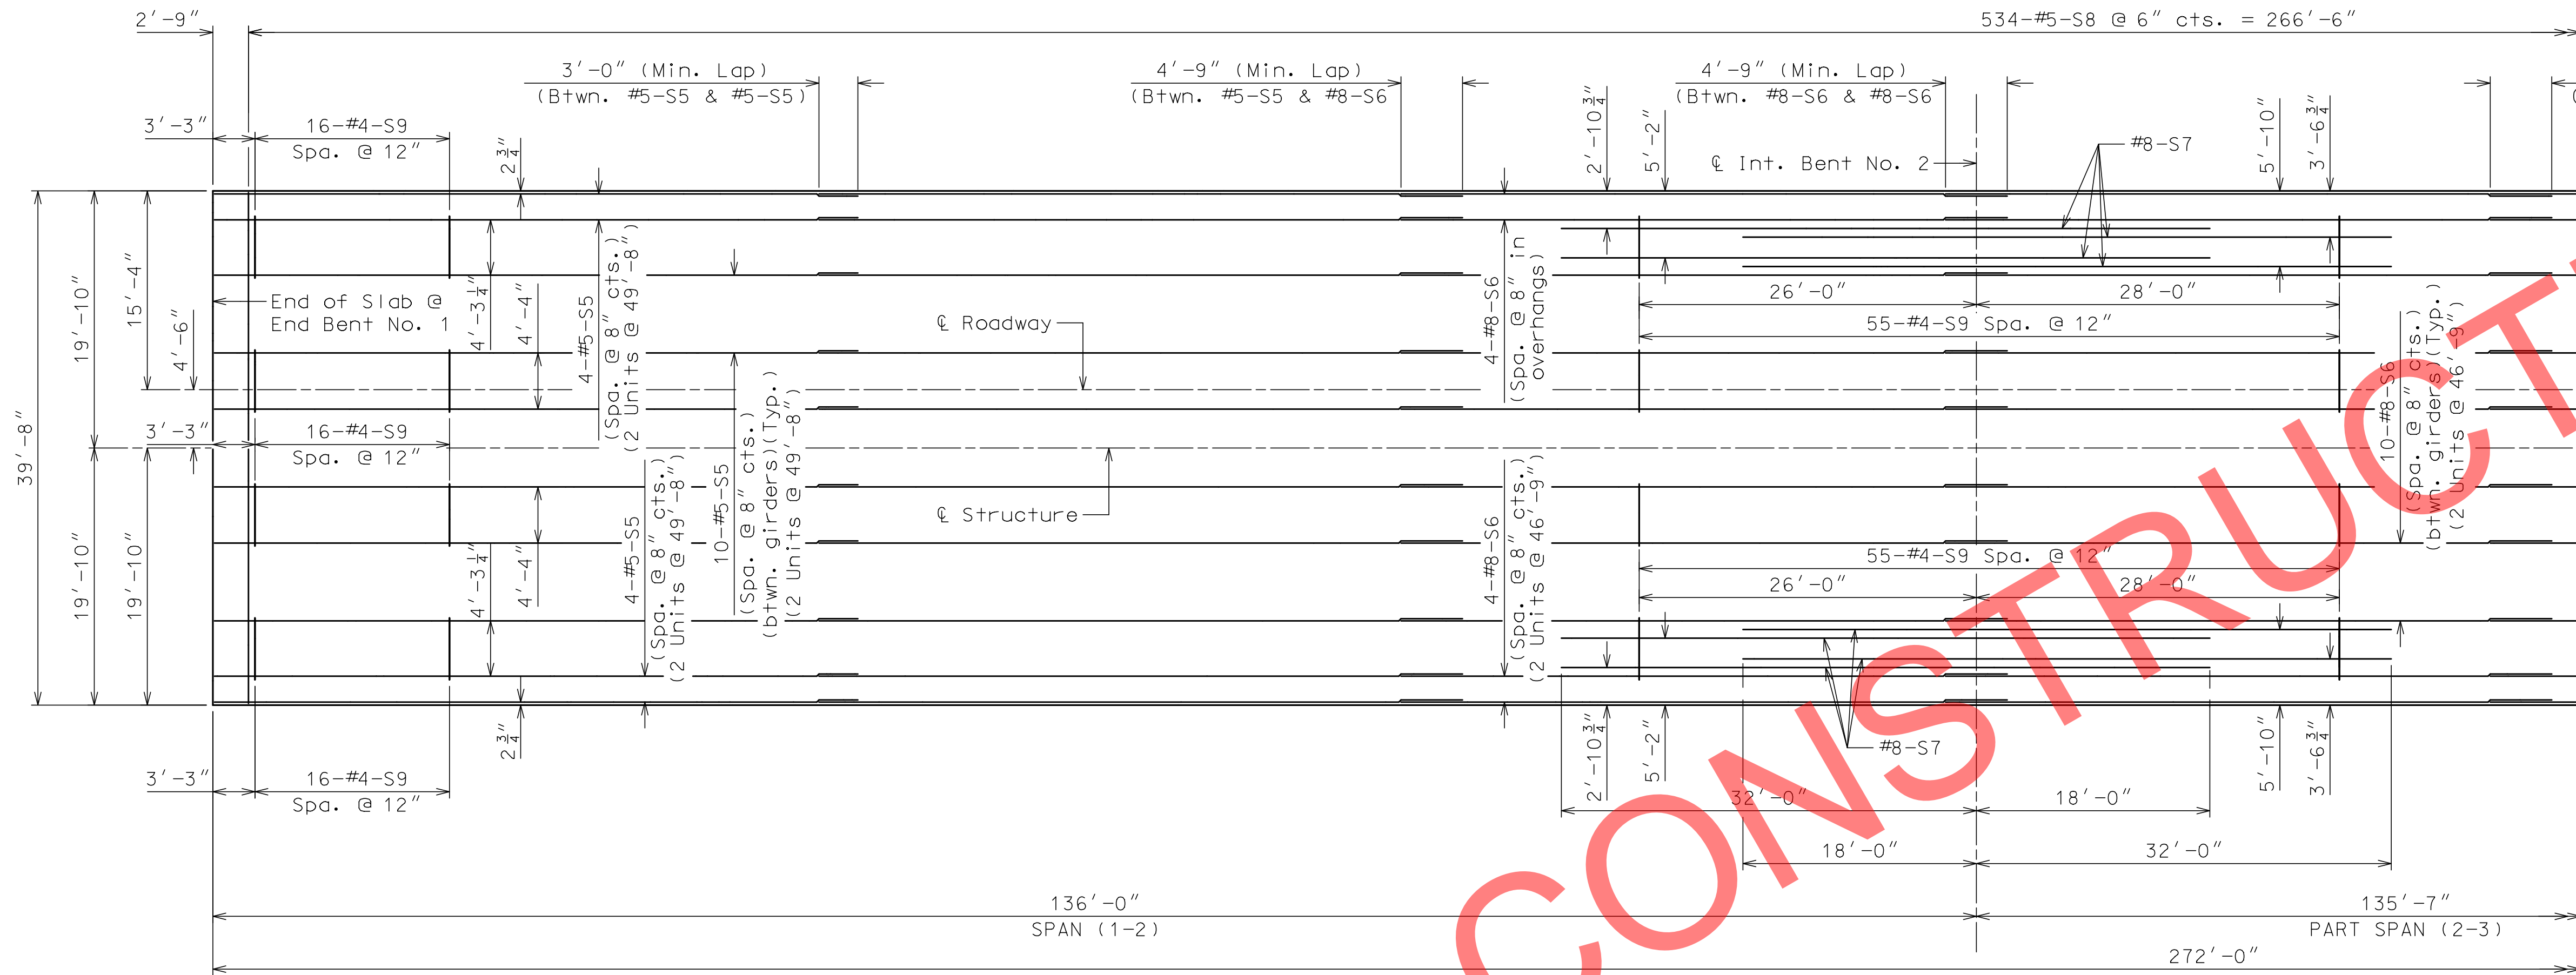 2'-9"
534-#5-S8 @ 6" cts. = 266'-6"
3'-0" (Min. Lap)
(Btwn. #5-S5 & #5-S5)
4'-9" (Min. Lap)
(Btwn. #5-S5 & #8-S6
4'-9" (Min. Lap)
(Btwn. #8-S6 & #8-S6
(
3'-3"
16-#4-S9
Spa. @ 12"
2 3/4"
2'-10 3/4"
5'-2"
℄ Int. Bent No. 2
#8-S7
5'-10"
3'-6 3/4"
39'-8"
19'-10"
15'-4"
4'-6"
End of Slab @
End Bent No. 1
4'-3 1/4"
4'-4"
4-#5-S5
(Spa. @ 8" cts.)
(2 Units @ 49'-8")
℄ Roadway
4-#8-S6
(Spa. @ 8" in
overhangs)
26'-0"
28'-0"
55-#4-S9 Spa. @ 12"
10-#8-S6
(Spa. @ 8" cts.)
(btwn. girders)(Typ.)
(2 Units @ 46'-9")
3'-3"
16-#4-S9
Spa. @ 12"
19'-10"
19'-10"
4'-3 1/4"
4'-4"
4-#5-S5
(Spa. @ 8" cts.)
(2 Units @ 49'-8")
10-#5-S5
(Spa. @ 8" cts.)
(btwn. girders)(Typ.)
(2 Units @ 49'-8")
℄ Structure
4-#8-S6
(Spa. @ 8" cts.)
(2 Units @ 46'-9")
55-#4-S9 Spa. @ 12"
26'-0"
28'-0"
2 3/4"
2'-10 3/4"
5'-2"
#8-S7
5'-10"
3'-6 3/4"
3'-3"
16-#4-S9
Spa. @ 12"
32'-0"
18'-0"
18'-0"
32'-0"
136'-0"
SPAN (1-2)
135'-7"
PART SPAN (2-3)
272'-0"
CONSTRUCT